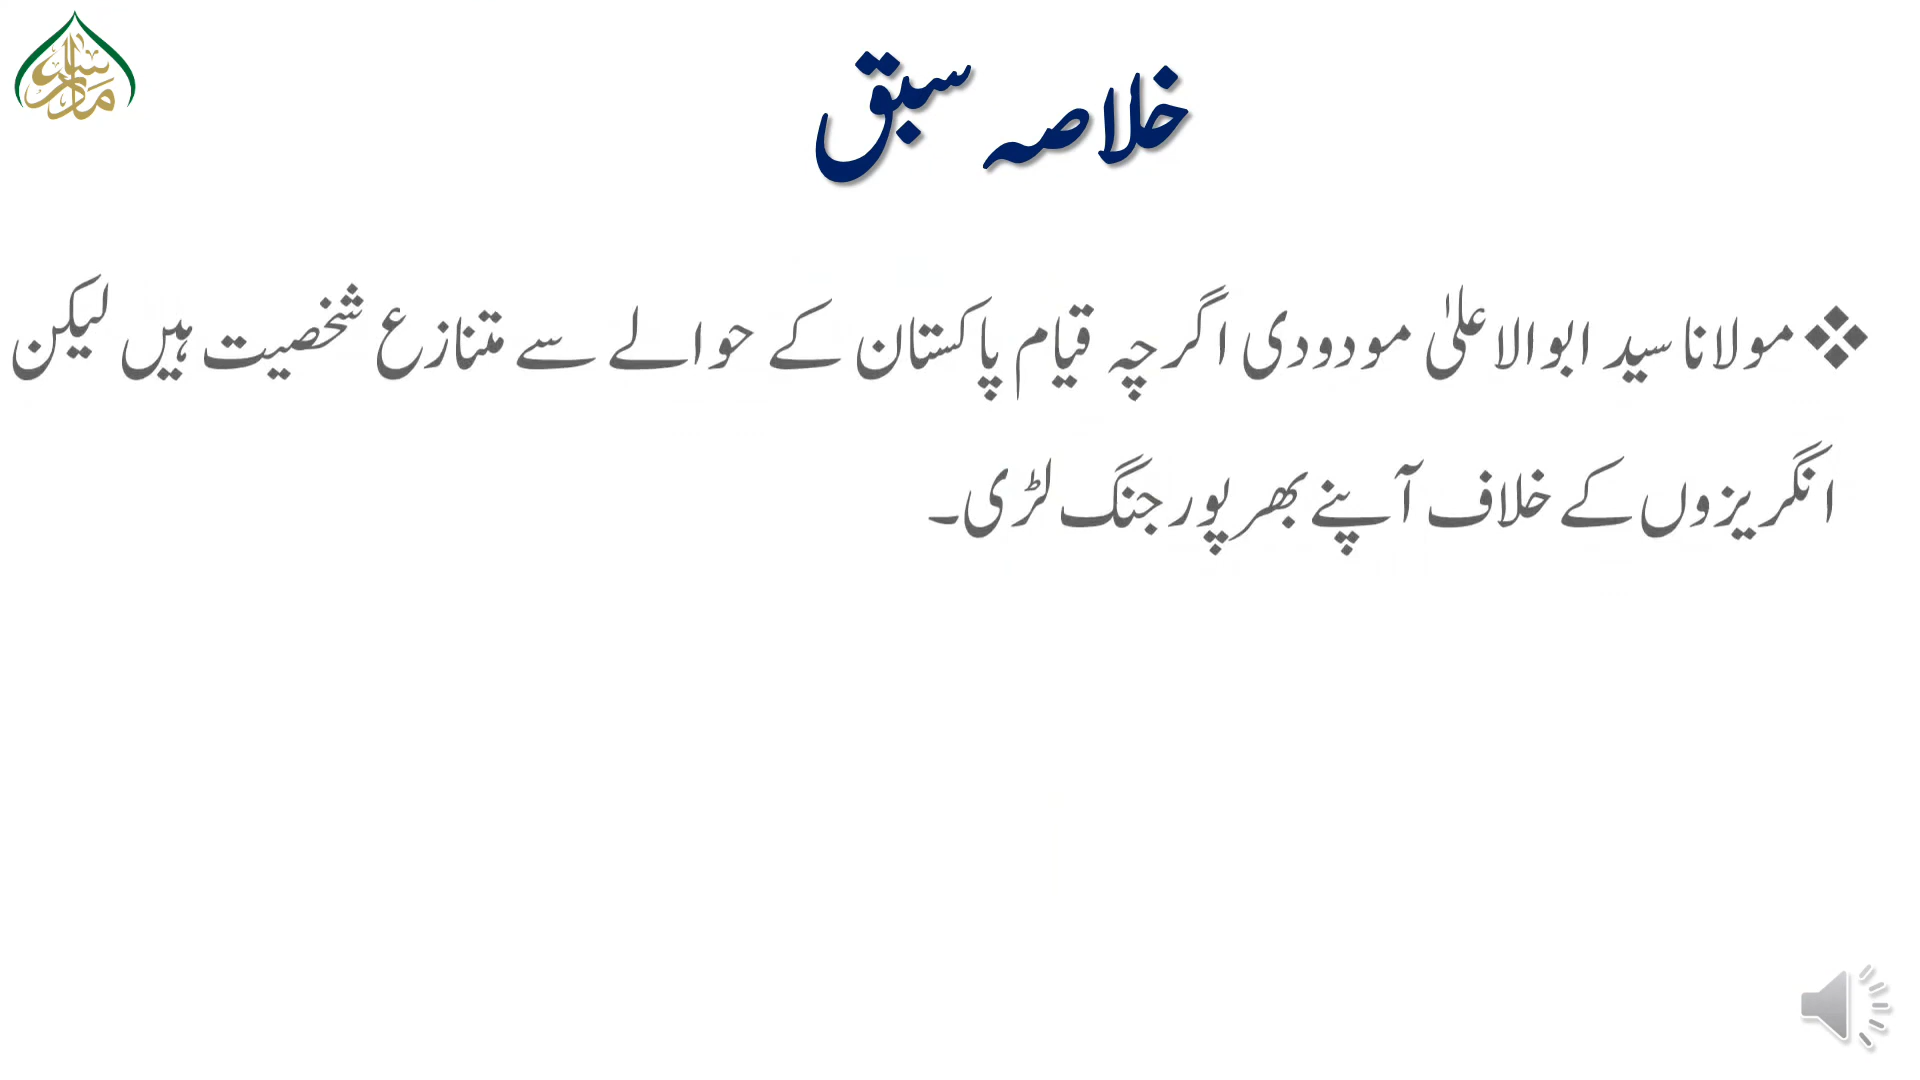 خلاصہ سبق
❖ مولانا سید ابوالاعلیٰ مودودی اگرچہ قیام پاکستان کے حوالے سے متنازع شخصیت ہیں لیکن
انگریزوں کے خلاف آپنے بھرپور جنگ لڑی۔